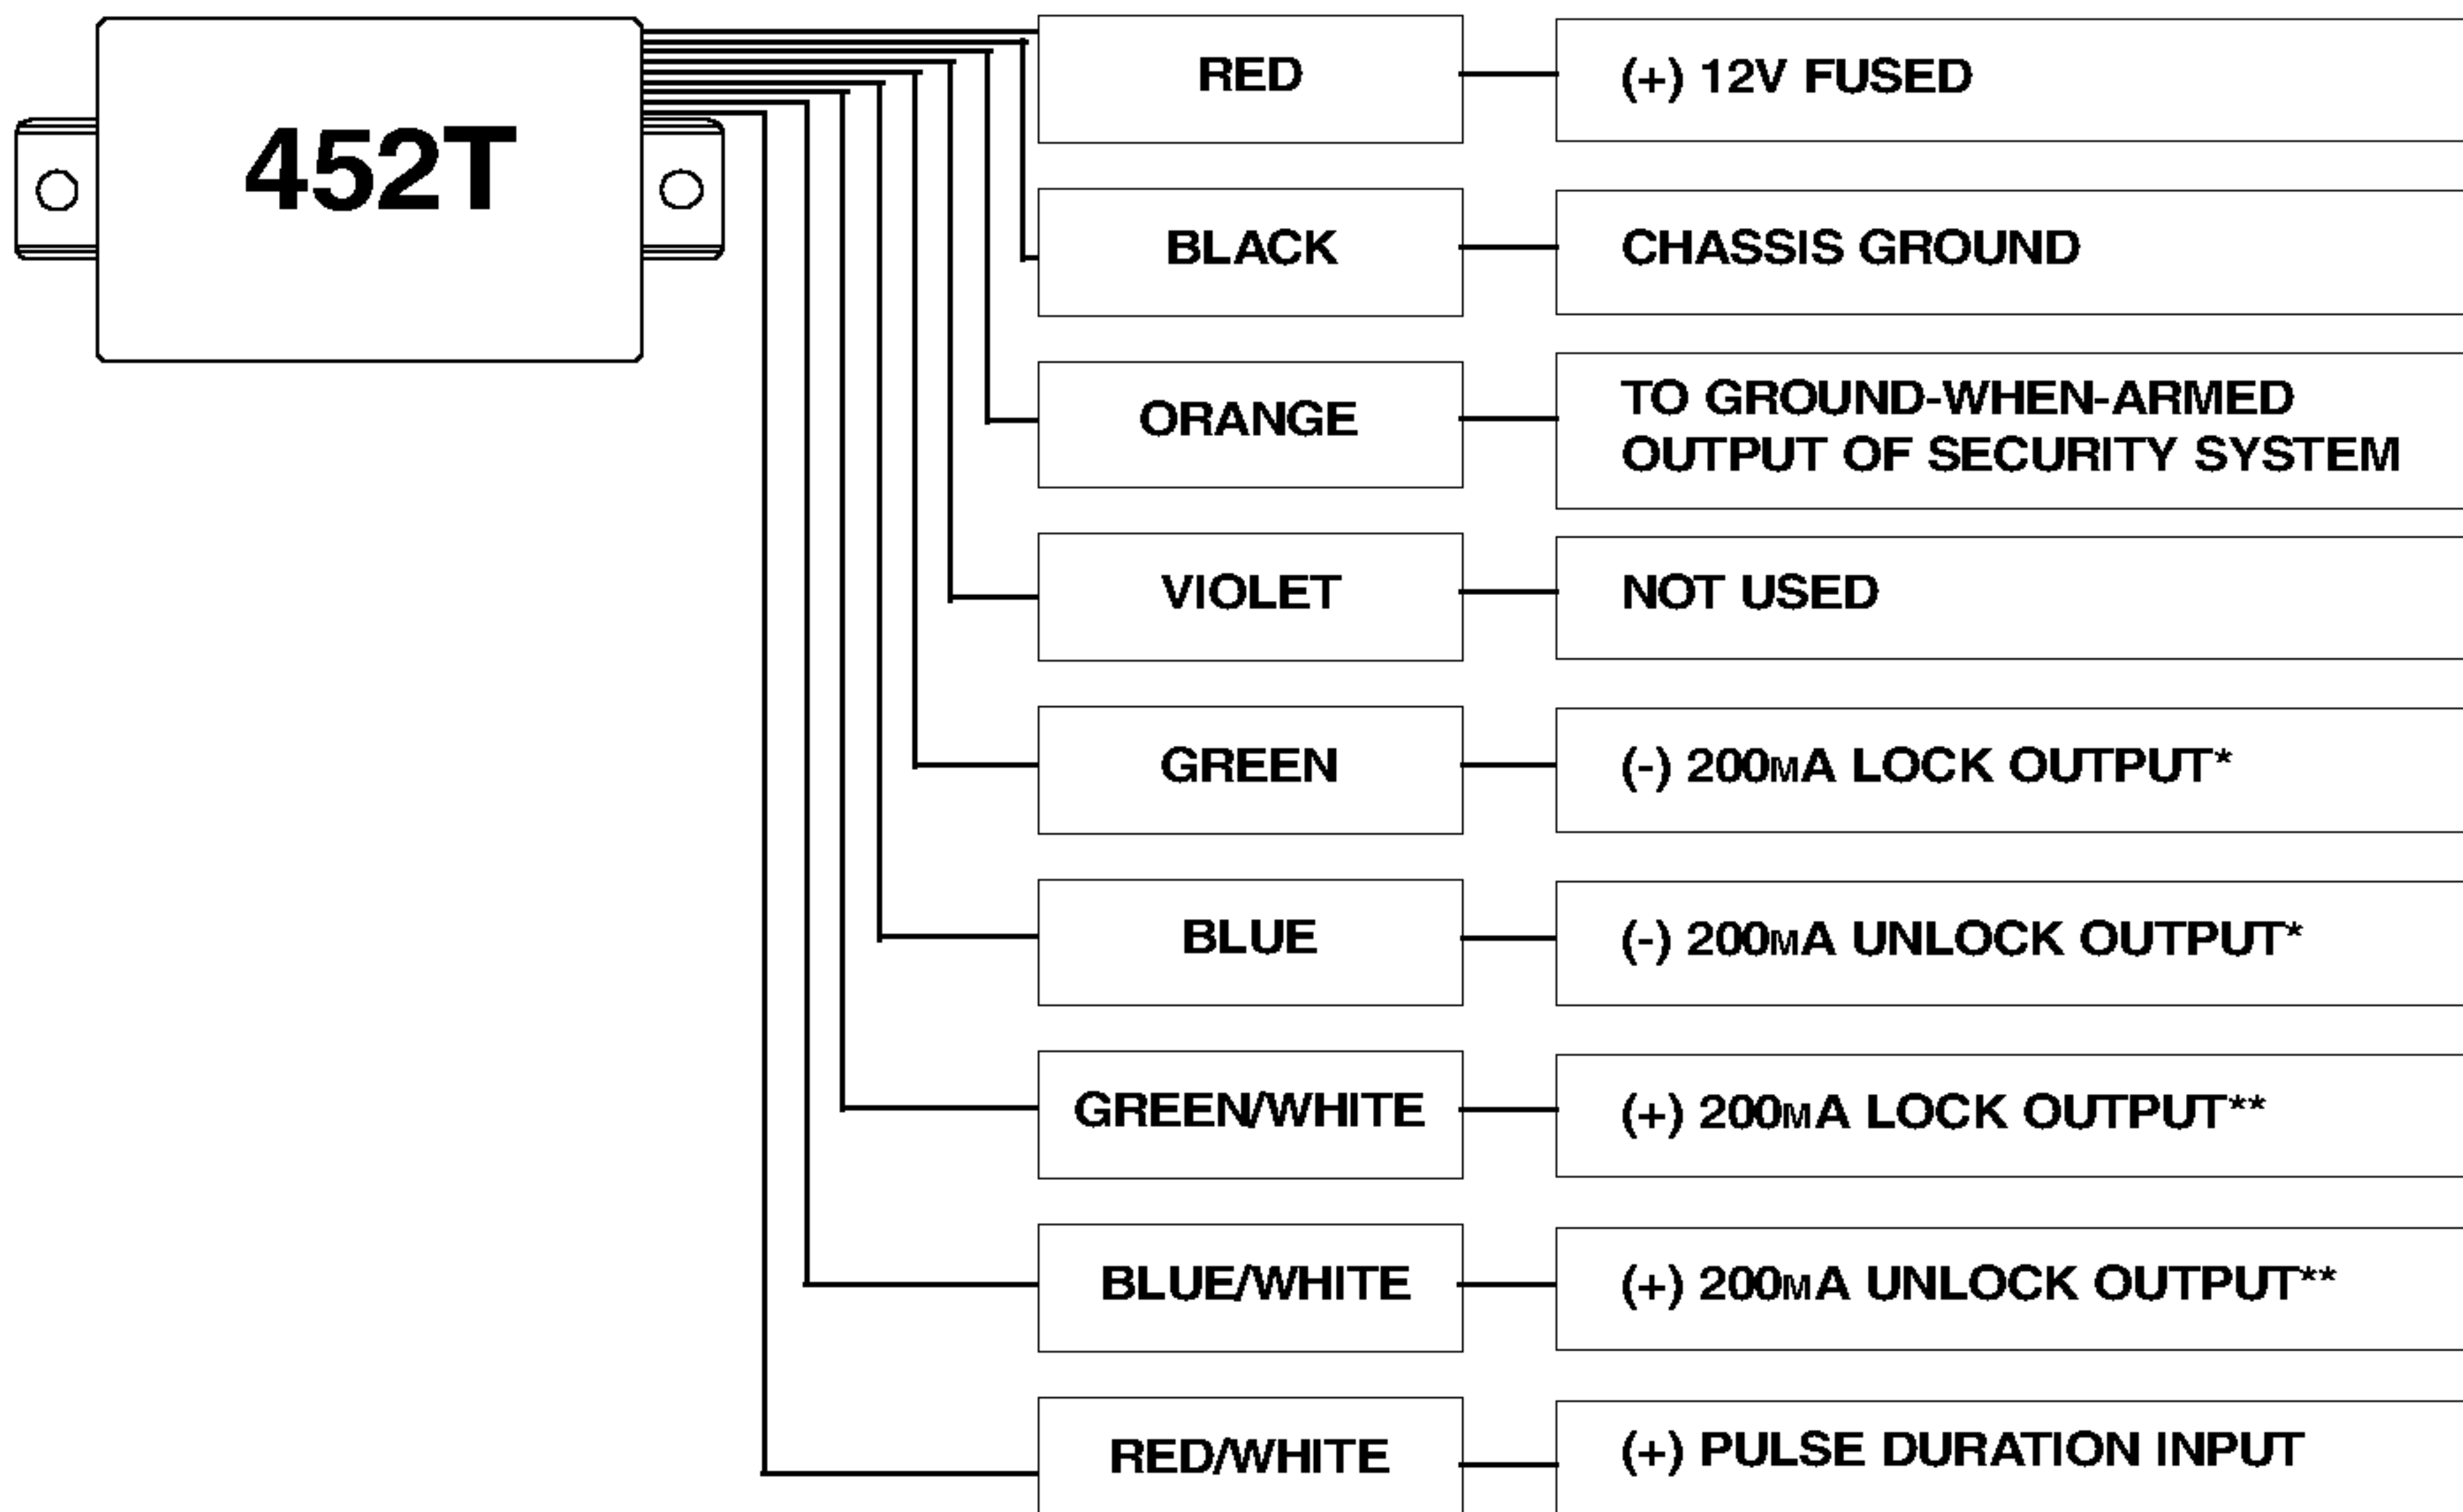 452T
RED
(+) 12V FUSED
BLACK
CHASSIS GROUND
ORANGE
TO GROUND-WHEN-ARMED
OUTPUT OF SECURITY SYSTEM
VIOLET
NOT USED
GREEN
(-) 200MA LOCK OUTPUT*
BLUE
(-) 200MA UNLOCK OUTPUT*
GREEN/WHITE
(+) 200MA LOCK OUTPUT**
BLUE/WHITE
(+) 200MA UNLOCK OUTPUT**
RED/WHITE
(+) PULSE DURATION INPUT